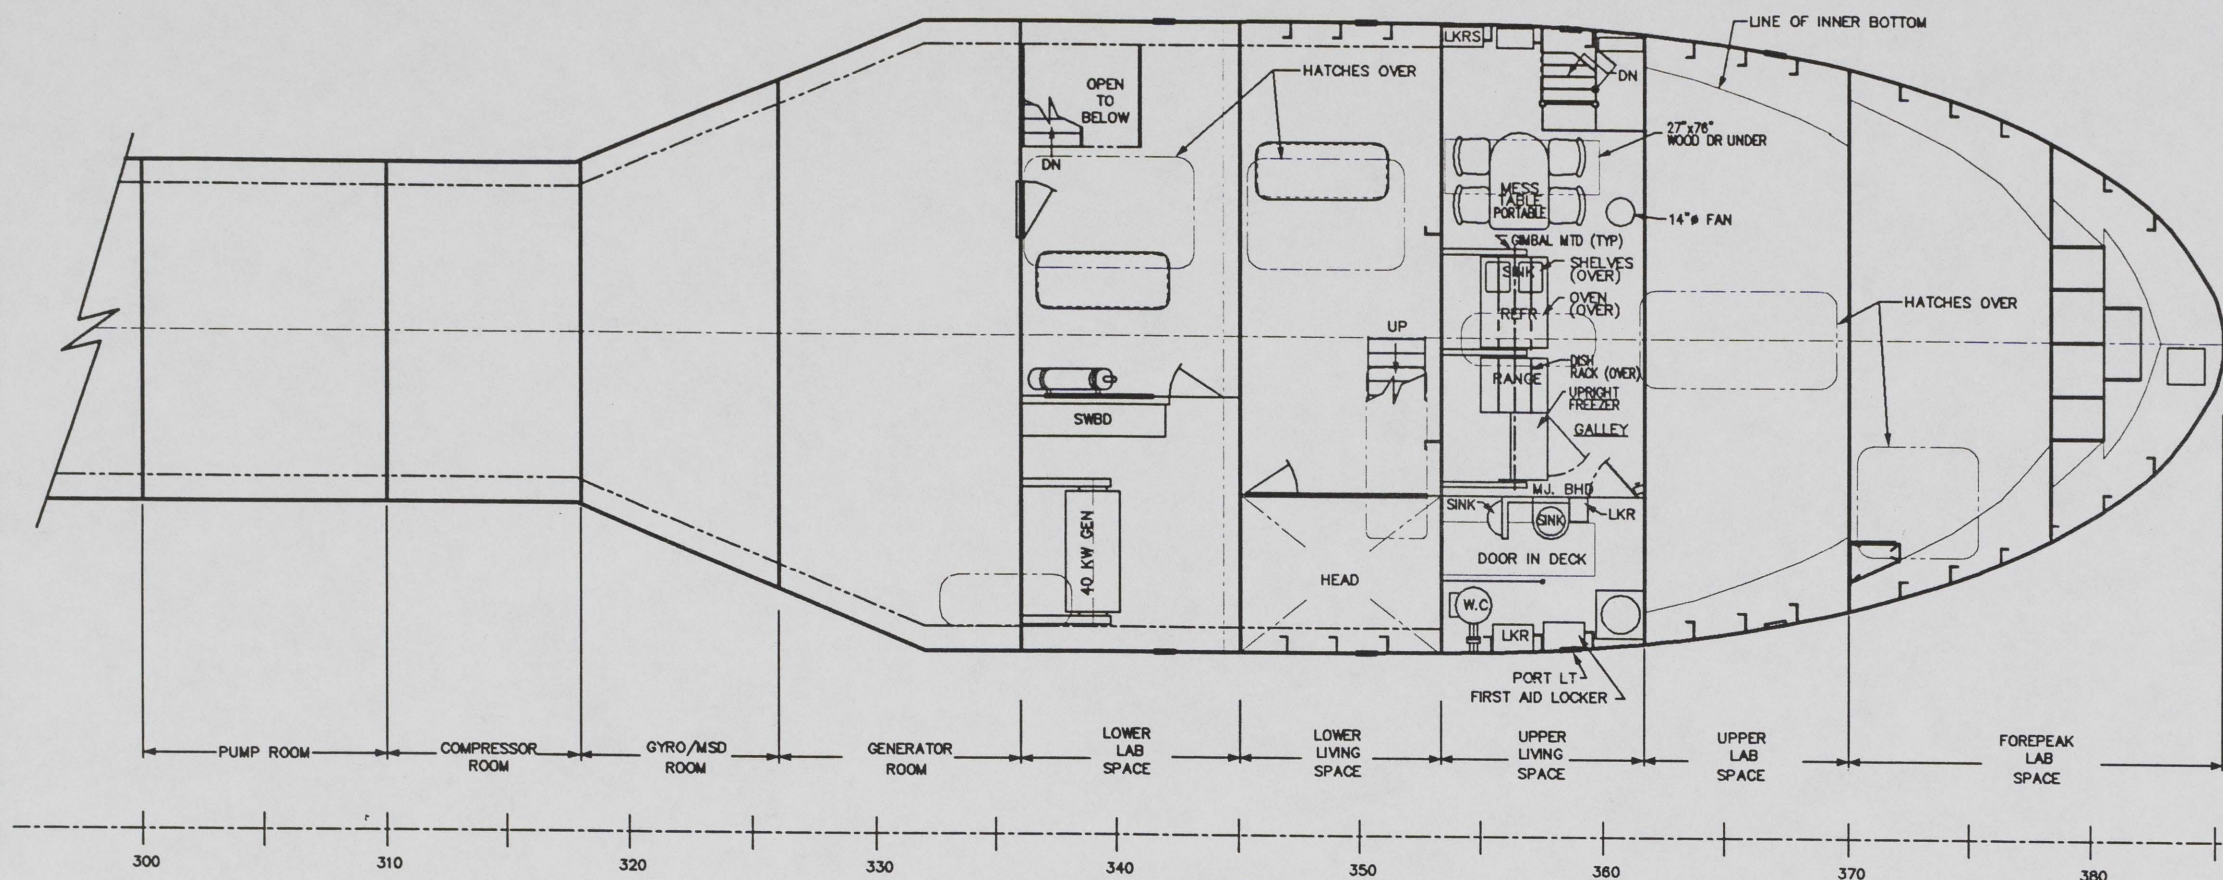 LINE OF INNER BOTTOM
LKRS
HATCHES OVER
DN
OPEN
TO
BELOW
DN
27"x76"
WOOD DR UNDER
MESS
TABLE
PORTABLE
14"ø FAN
GIMBAL MTD (TYP)
SINK
SHELVES
(OVER)
OVEN
(OVER)
REFR
HATCHES OVER
UP
DISH
RACK (OVER)
RANGE
UPRIGHT
FREEZER
SWBD
GALLEY
MJ. BHD
SINK
SINK
LKR
40 KW GEN
DOOR IN DECK
HEAD
W.C
LKR
PORT LT
FIRST AID LOCKER
PUMP ROOM
COMPRESSOR
ROOM
GYRO/MSD
ROOM
GENERATOR
ROOM
LOWER
LAB
SPACE
LOWER
LIVING
SPACE
UPPER
LIVING
SPACE
UPPER
LAB
SPACE
FOREPEAK
LAB
SPACE
300
310
320
330
340
350
360
370
380